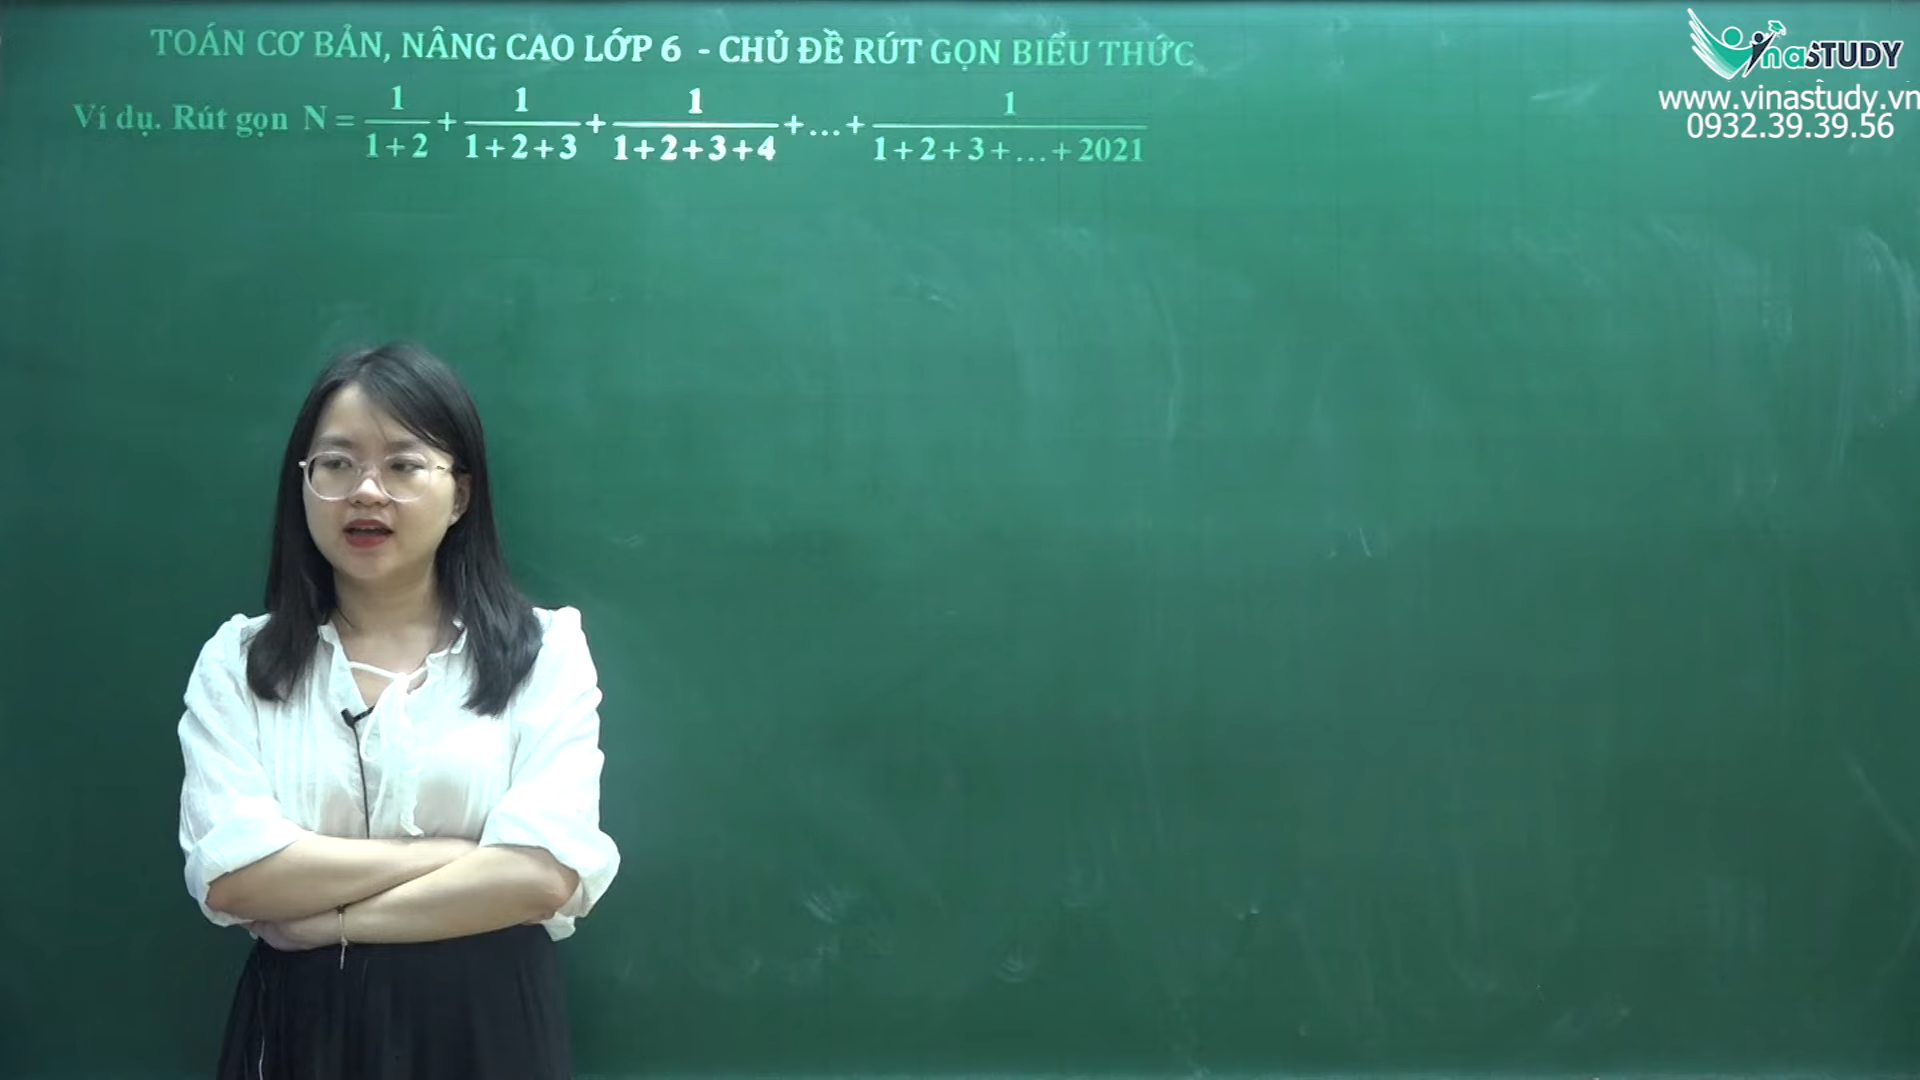 TOÁN CƠ BẢN, NÂNG CAO LỚP 6 - CHỦ ĐỀ RÚT GỌN BIỂU THỨC
Ví dụ. Rút gọn N = 1/(1+2) + 1/(1+2+3) + 1/(1+2+3+4) + ... + 1/(1+2+3+...+2021)
VinaSTUDY
www.vinastudy.vn
0932.39.39.56